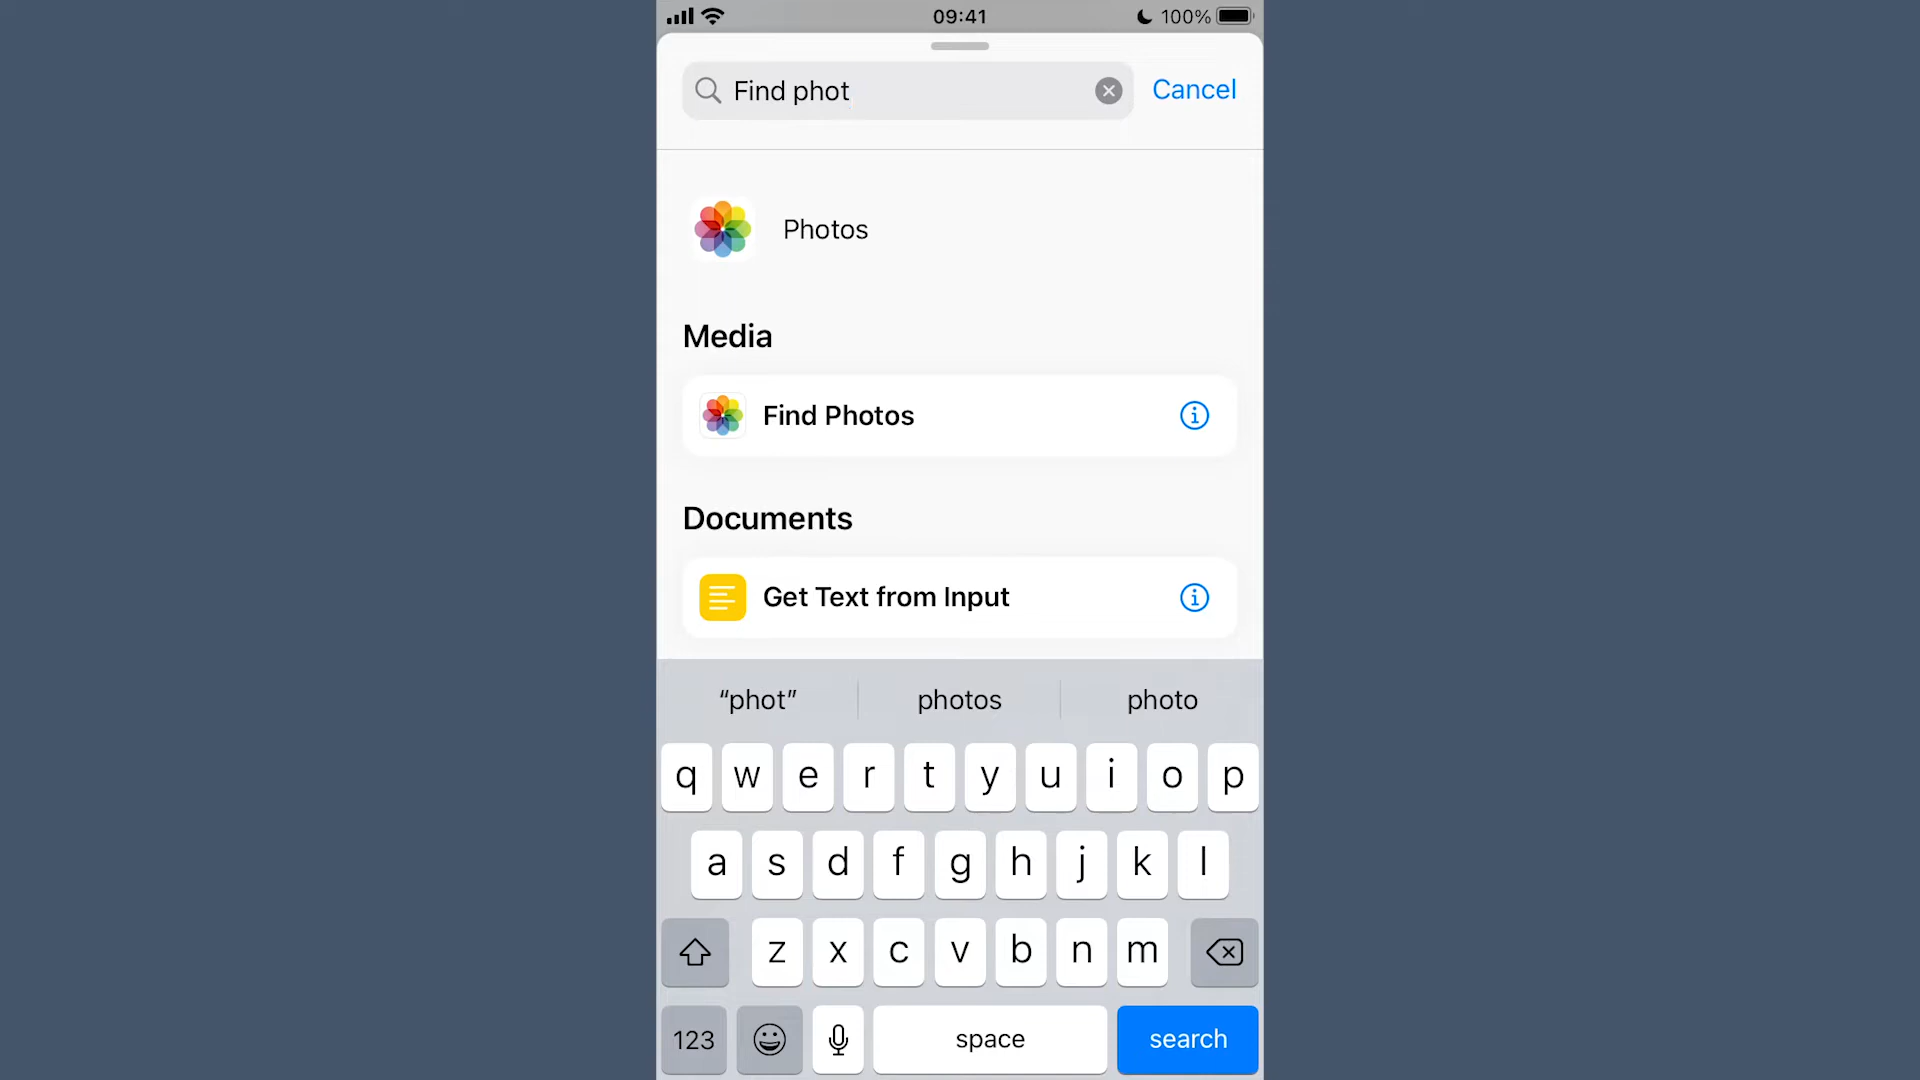 09:41
100%
Find phot
Cancel
Photos
Media
Find Photos
Documents
Get Text from Input
“phot”
photos
photo
q w e r t y u i o p
a s d f g h j k l
z x c v b n m
123
space
search